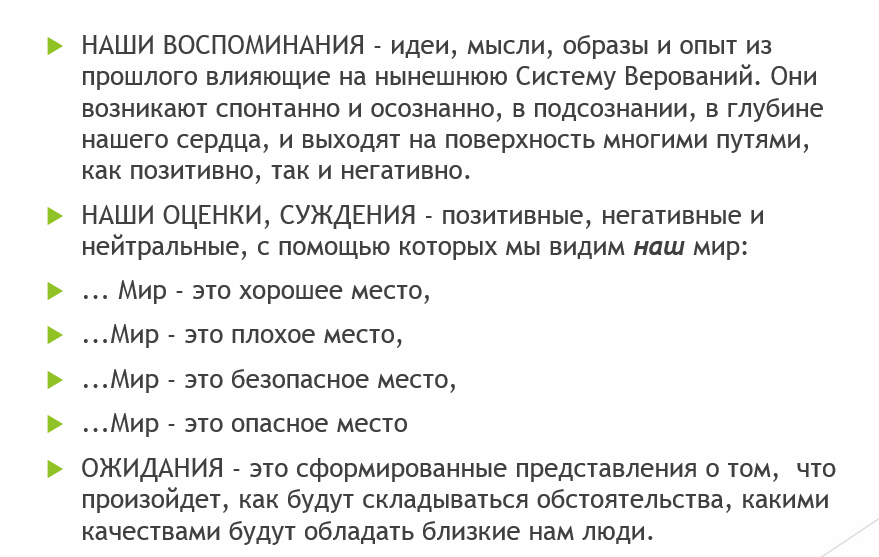 НАШИ ВОСПОМИНАНИЯ - идеи, мысли, образы и опыт из
прошлого влияющие на нынешнюю Систему Верований. Они
возникают спонтанно и осознанно, в подсознании, в глубине
нашего сердца, и выходят на поверхность многими путями,
как позитивно, так и негативно.
НАШИ ОЦЕНКИ, СУЖДЕНИЯ - позитивные, негативные и
нейтральные, с помощью которых мы видим наш мир:
... Мир - это хорошее место,
...Мир - это плохое место,
...Мир - это безопасное место,
...Мир - это опасное место
ОЖИДАНИЯ - это сформированные представления о том,  что
произойдет, как будут складываться обстоятельства, какими
качествами будут обладать близкие нам люди.